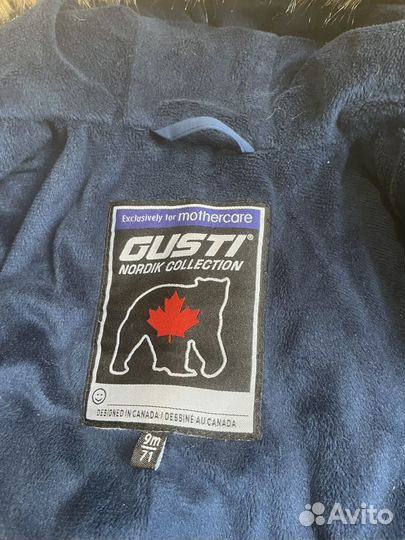 Exclusively for mothercare
GUSTI®
NORDIK COLLECTION
DESIGNED IN CANADA / DESSINÉ AU CANADA
9m
71
Avito